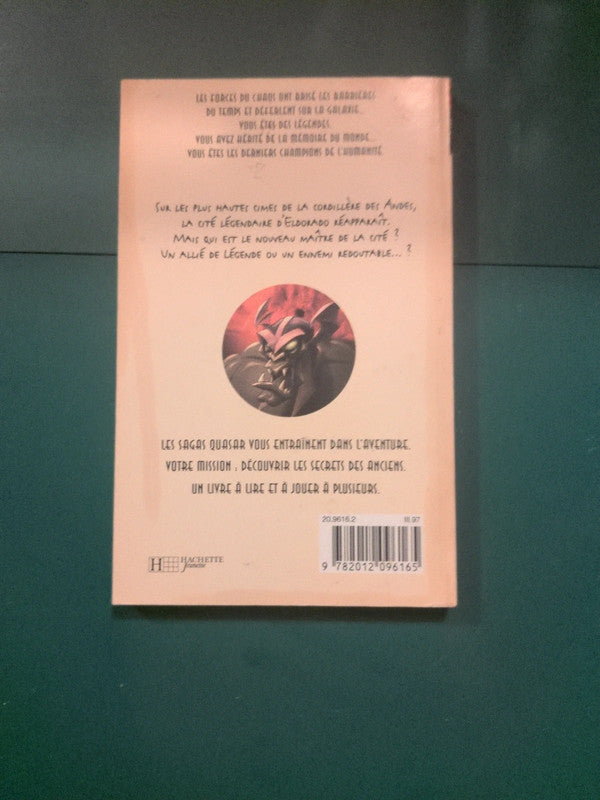 LES FORCES DU CHAOS ONT BRISÉ LES BARRIÈRES
DU TEMPS ET DÉFERLENT SUR LA GALAXIE...
VOUS ÊTES DES LÉGENDES.
VOUS AVEZ HÉRITÉ DE LA MÉMOIRE DU MONDE...
VOUS ÊTES LES DERNIERS CHAMPIONS DE L'HUMANITÉ.
SUR LES PLUS HAUTES CIMES DE LA CORDILLÈRE DES ANDES,
LA CITÉ LÉGENDAIRE D'ELDORADO RÉAPPARAÎT.
MAIS QUI EST LE NOUVEAU MAÎTRE DE LA CITÉ ?
UN ALLIÉ DE LÉGENDE OU UN ENNEMI REDOUTABLE... ?
LES SAGAS QUASAR VOUS ENTRAÎNENT DANS L'AVENTURE.
VOTRE MISSION : DÉCOUVRIR LES SECRETS DES ANCIENS.
UN LIVRE À LIRE ET À JOUER À PLUSIEURS.
20.9616.2 III.97
H HACHETTE
Jeunesse
9 782012 096165